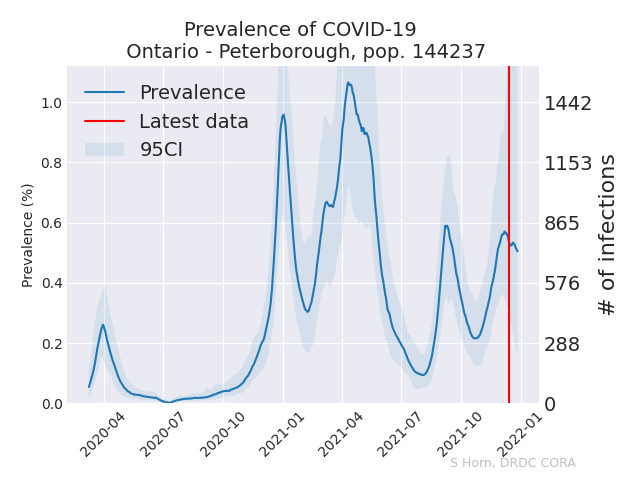 Prevalence of COVID-19
Ontario - Peterborough, pop. 144237
Prevalence
Latest data
95CI
Prevalence (%)
1.0
0.8
0.6
0.4
0.2
0.0
1442
1153
865
576
288
0
# of infections
2020-04
2020-07
2020-10
2021-01
2021-04
2021-07
2021-10
2022-01
S Horn, DRDC CORA